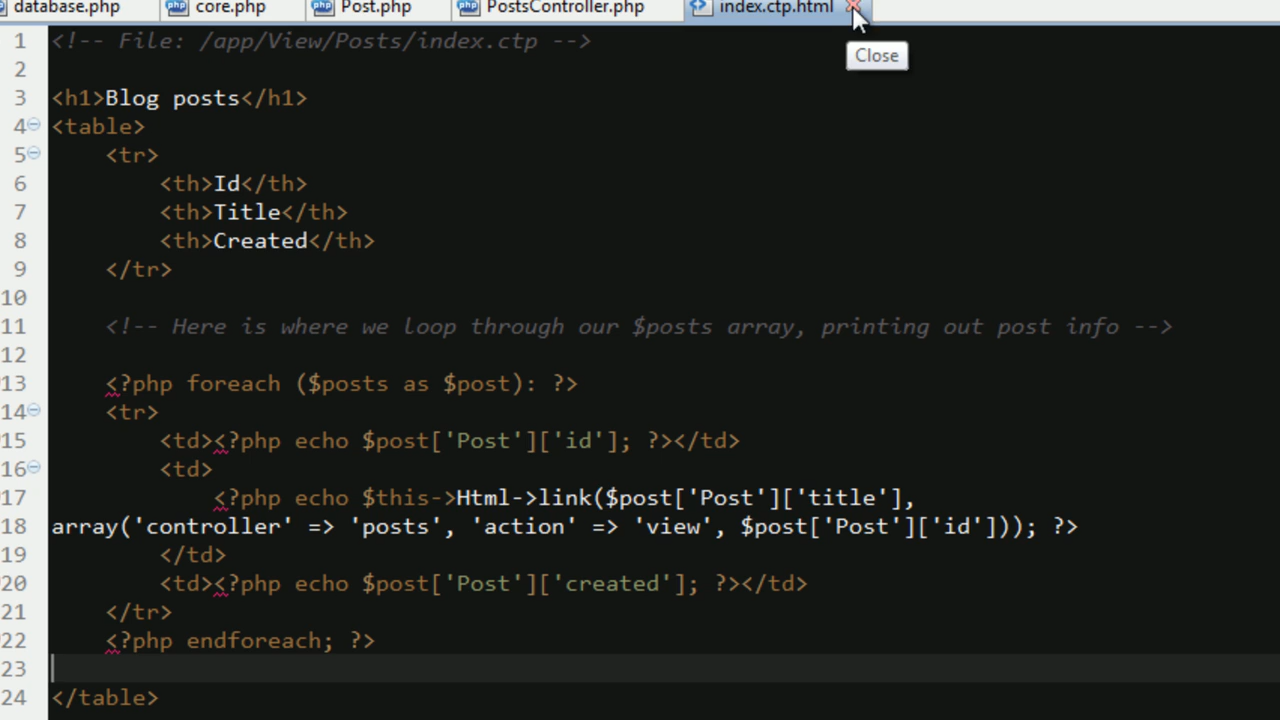 database.php core.php Post.php PostsController.php index.ctp.html
Close
1 <!-- File: /app/View/Posts/index.ctp -->
2
3 <h1>Blog posts</h1>
4 <table>
5 <tr>
6 <th>Id</th>
7 <th>Title</th>
8 <th>Created</th>
9 </tr>
10
11 <!-- Here is where we loop through our $posts array, printing out post info -->
12
13 <?php foreach ($posts as $post): ?>
14 <tr>
15 <td><?php echo $post['Post']['id']; ?></td>
16 <td>
17 <?php echo $this->Html->link($post['Post']['title'],
18 array('controller' => 'posts', 'action' => 'view', $post['Post']['id'])); ?>
19 </td>
20 <td><?php echo $post['Post']['created']; ?></td>
21 </tr>
22 <?php endforeach; ?>
23
24 </table>